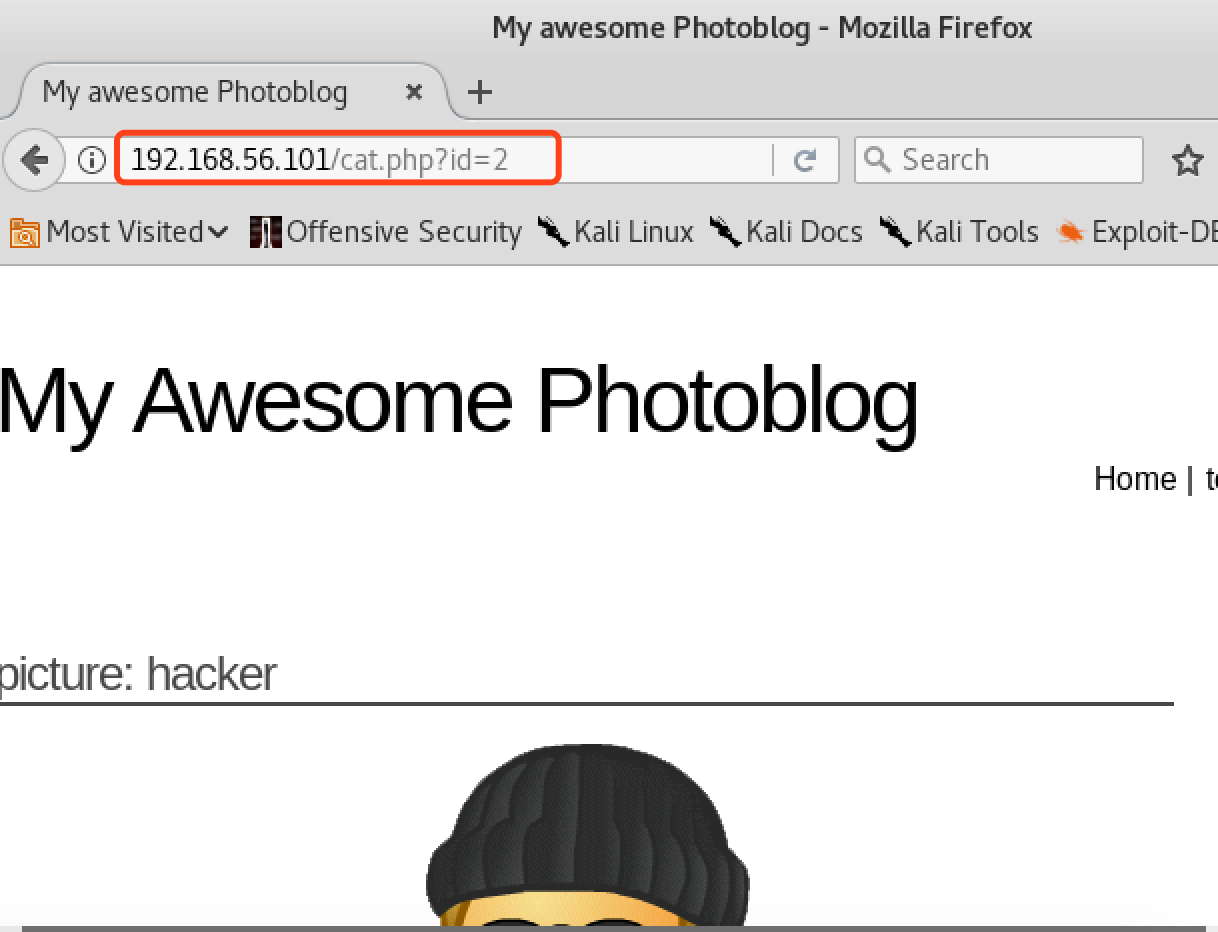 My awesome Photoblog - Mozilla Firefox
My awesome Photoblog
192.168.56.101/cat.php?id=2 Search
Most Visited Offensive Security Kali Linux Kali Docs Kali Tools Exploit-DB
My Awesome Photoblog
Home |
picture: hacker